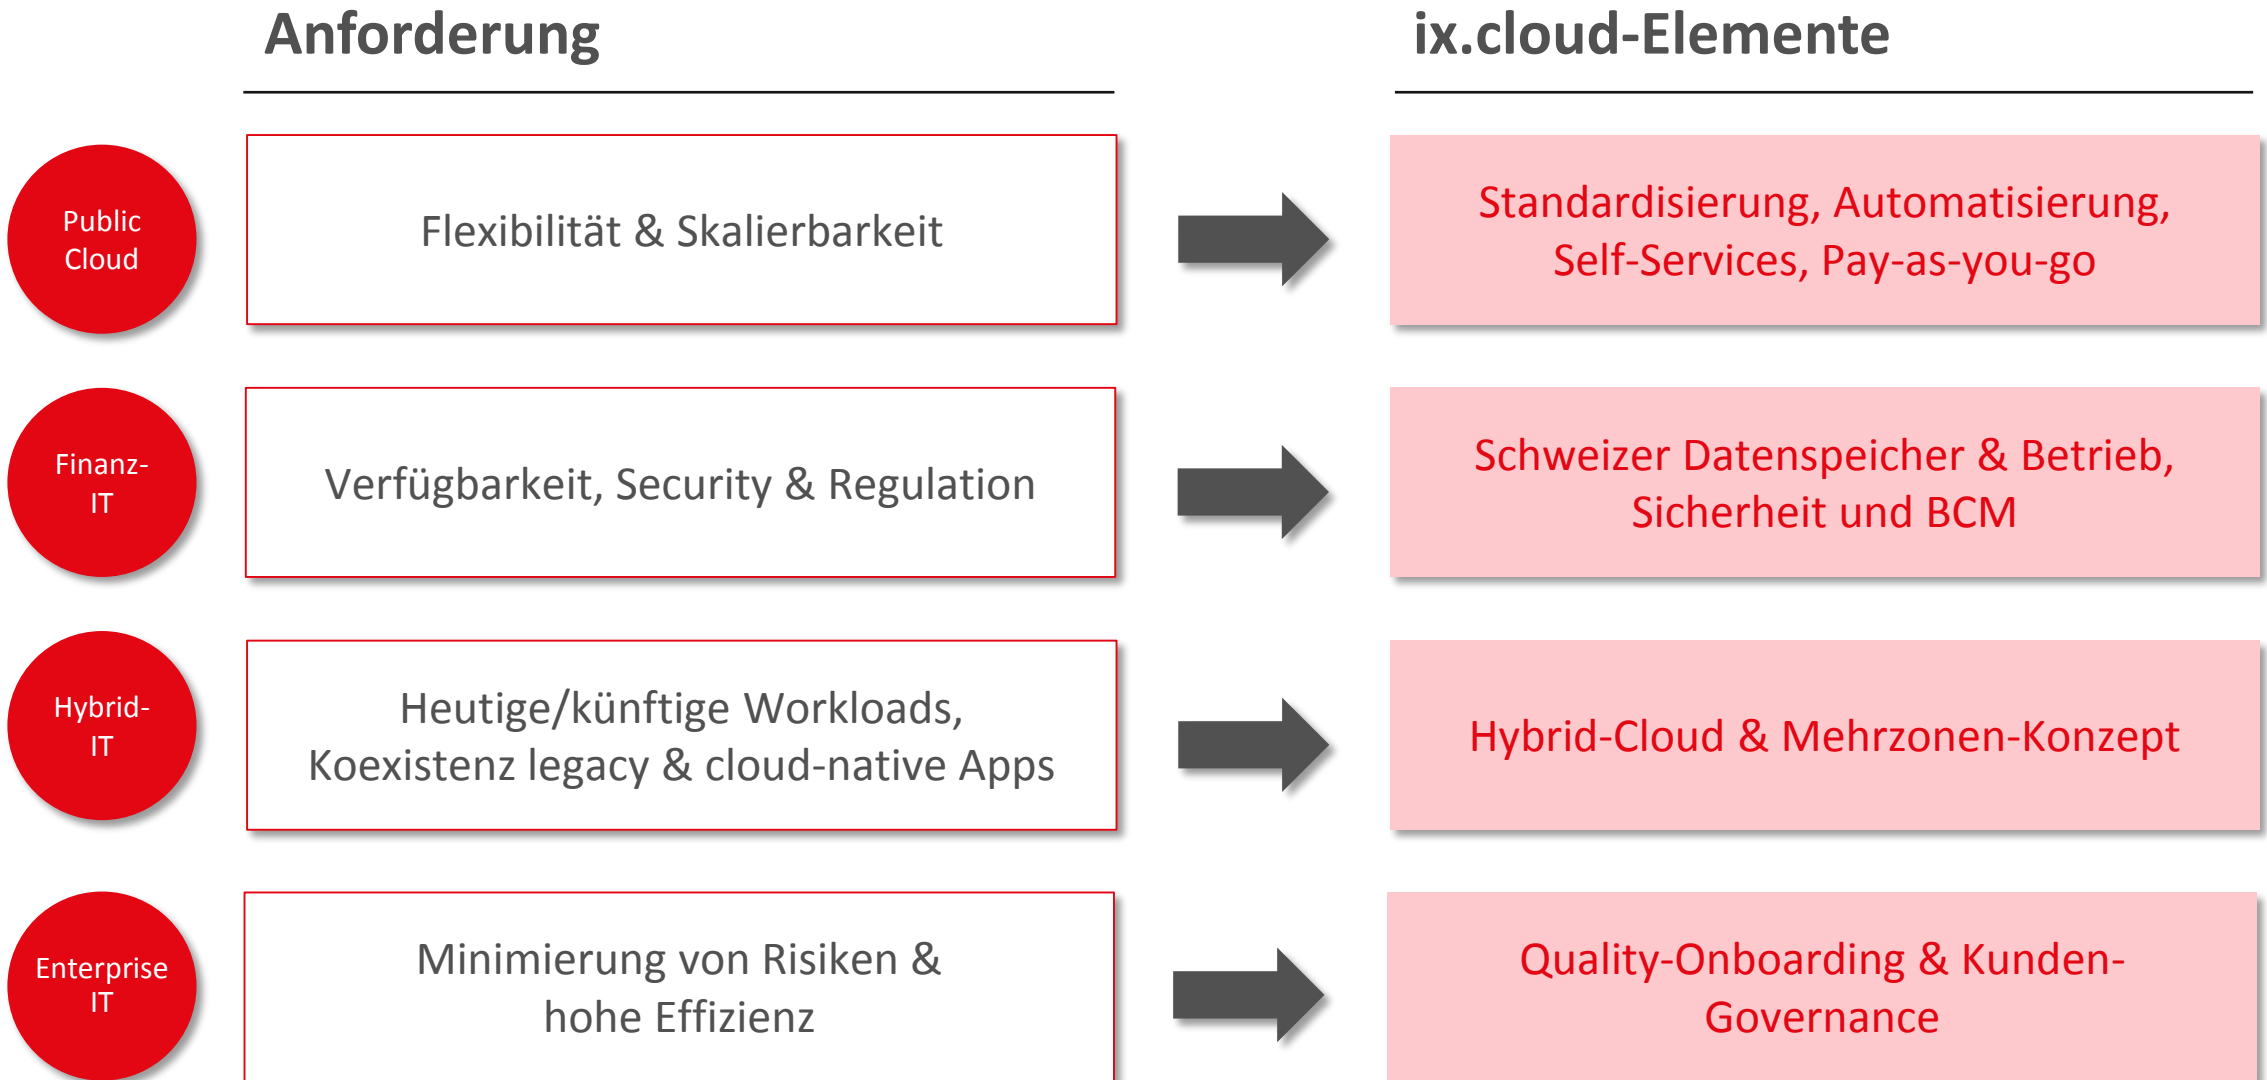 Anforderung
ix.cloud-Elemente
Public
Cloud
Flexibilität & Skalierbarkeit
Standardisierung, Automatisierung,
Self-Services, Pay-as-you-go
Finanz-
IT
Verfügbarkeit, Security & Regulation
Schweizer Datenspeicher & Betrieb,
Sicherheit und BCM
Hybrid-
IT
Heutige/künftige Workloads,
Koexistenz legacy & cloud-native Apps
Hybrid-Cloud & Mehrzonen-Konzept
Enterprise
IT
Minimierung von Risiken &
hohe Effizienz
Quality-Onboarding & Kunden-
Governance